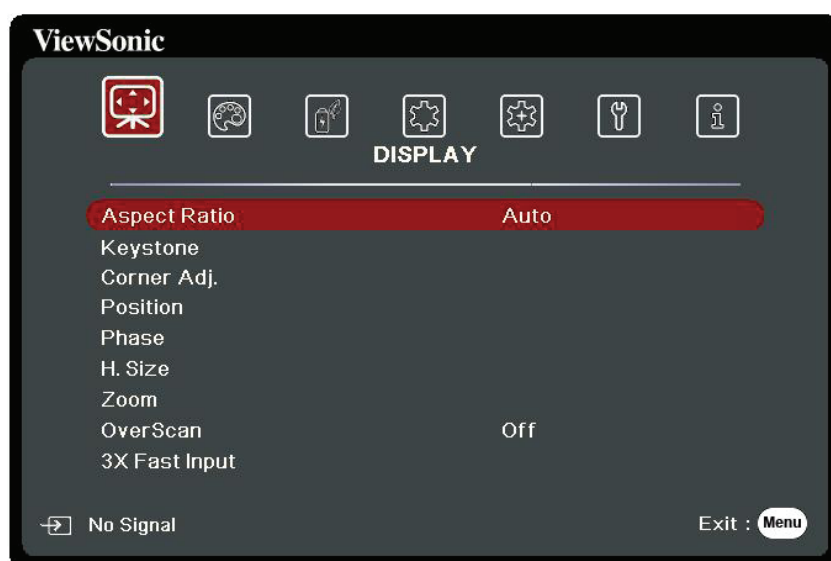 ViewSonic
DISPLAY
Aspect Ratio Auto
Keystone
Corner Adj.
Position
Phase
H. Size
Zoom
OverScan Off
3X Fast Input
No Signal Exit : Menu